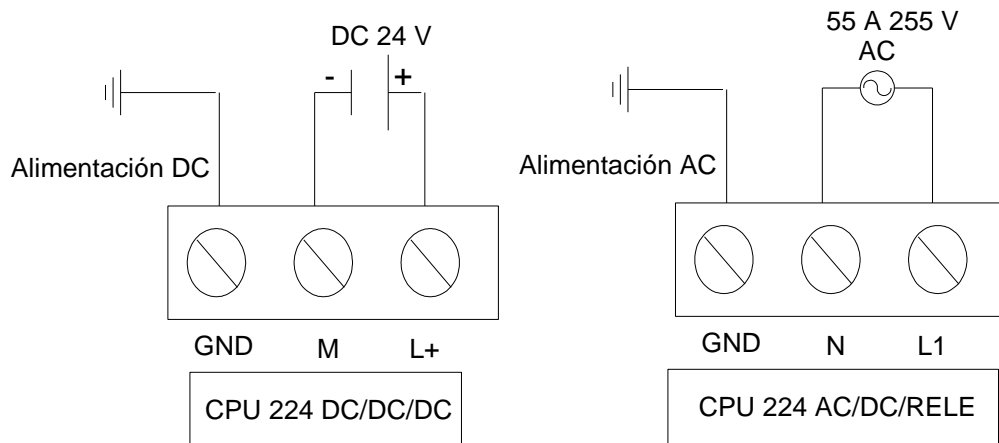 DC 24 V
- +
Alimentación DC
GND M L+
CPU 224 DC/DC/DC
55 A 255 V
AC
Alimentación AC
GND N L1
CPU 224 AC/DC/RELE